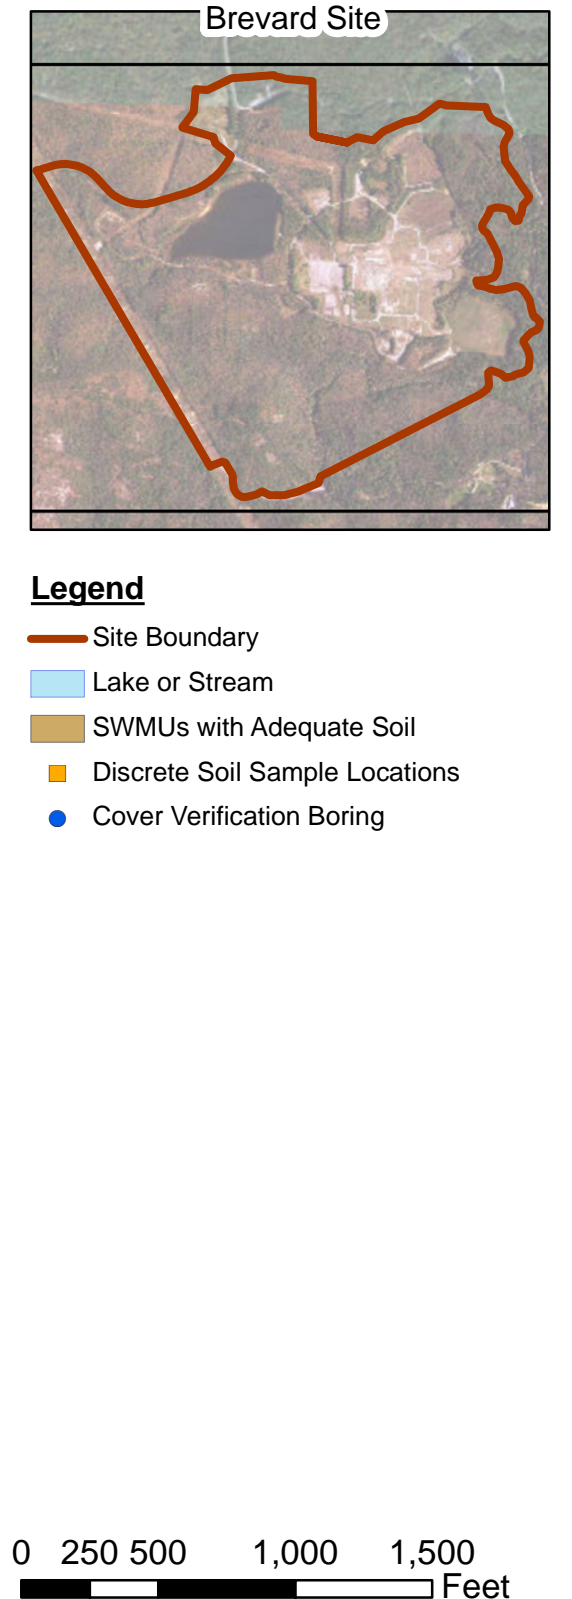 Brevard Site
Legend
Site Boundary
Lake or Stream
SWMUs with Adequate Soil
Discrete Soil Sample Locations
Cover Verification Boring
0 250 500 1,000 1,500
Feet